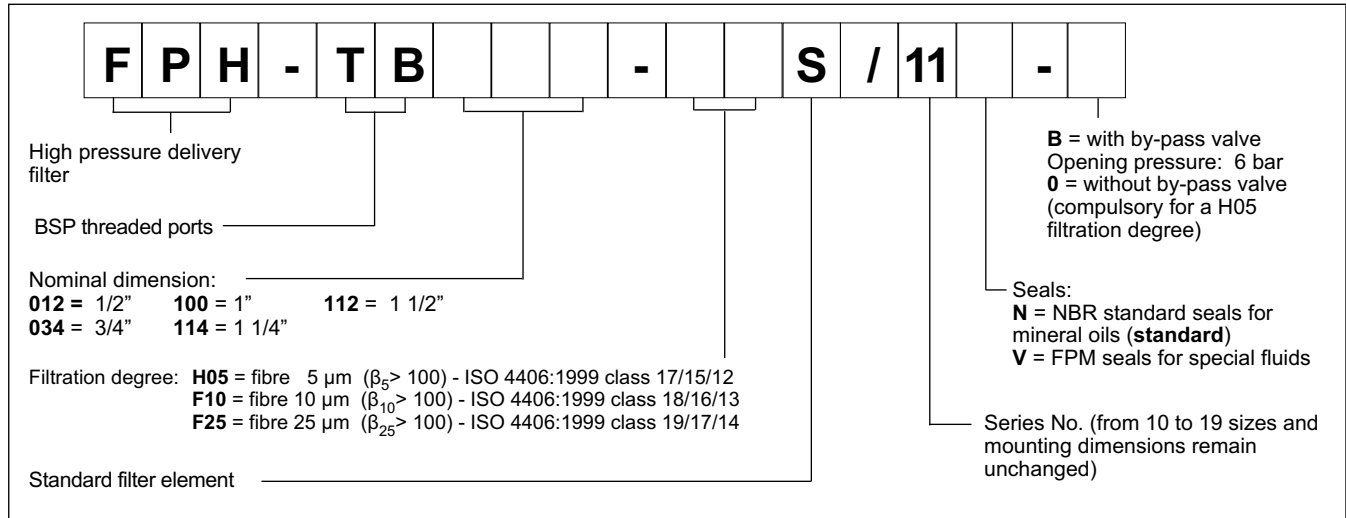 F P H - T B - S / 11 -
High pressure delivery
filter
BSP threaded ports
Nominal dimension:
012 = 1/2” 100 = 1” 112 = 1 1/2”
034 = 3/4” 114 = 1 1/4”
Filtration degree: H05 = fibre 5 µm (β5> 100) - ISO 4406:1999 class 17/15/12
F10 = fibre 10 µm (β10> 100) - ISO 4406:1999 class 18/16/13
F25 = fibre 25 µm (β25> 100) - ISO 4406:1999 class 19/17/14
Standard filter element
B = with by-pass valve
Opening pressure: 6 bar
0 = without by-pass valve
(compulsory for a H05
filtration degree)
Seals:
N = NBR standard seals for
mineral oils (standard)
V = FPM seals for special fluids
Series No. (from 10 to 19 sizes and
mounting dimensions remain
unchanged)